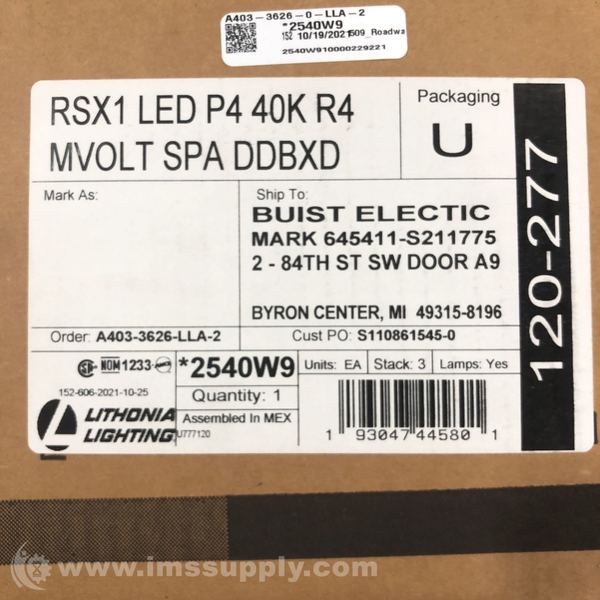 A403-3626-0-LLA-2
*2540W9
152 10/19/2021 509_Roadwa
2540W910000229221
RSX1 LED P4 40K R4
MVOLT SPA DDBXD
Packaging
U
120-277
Mark As:
Ship To:
BUIST ELECTIC
MARK 645411-S211775
2 - 84TH ST SW DOOR A9
BYRON CENTER, MI 49315-8196
Order: A403-3626-LLA-2
Cust PO: S110861545-0
NOM 1233
*2540W9
Units: EA
Stack: 3
Lamps: Yes
152-606-2021-10-25
Quantity: 1
LITHONIA
LIGHTING
Assembled In MEX
U777120
1 93047 44580 1
© www.imssupply.com